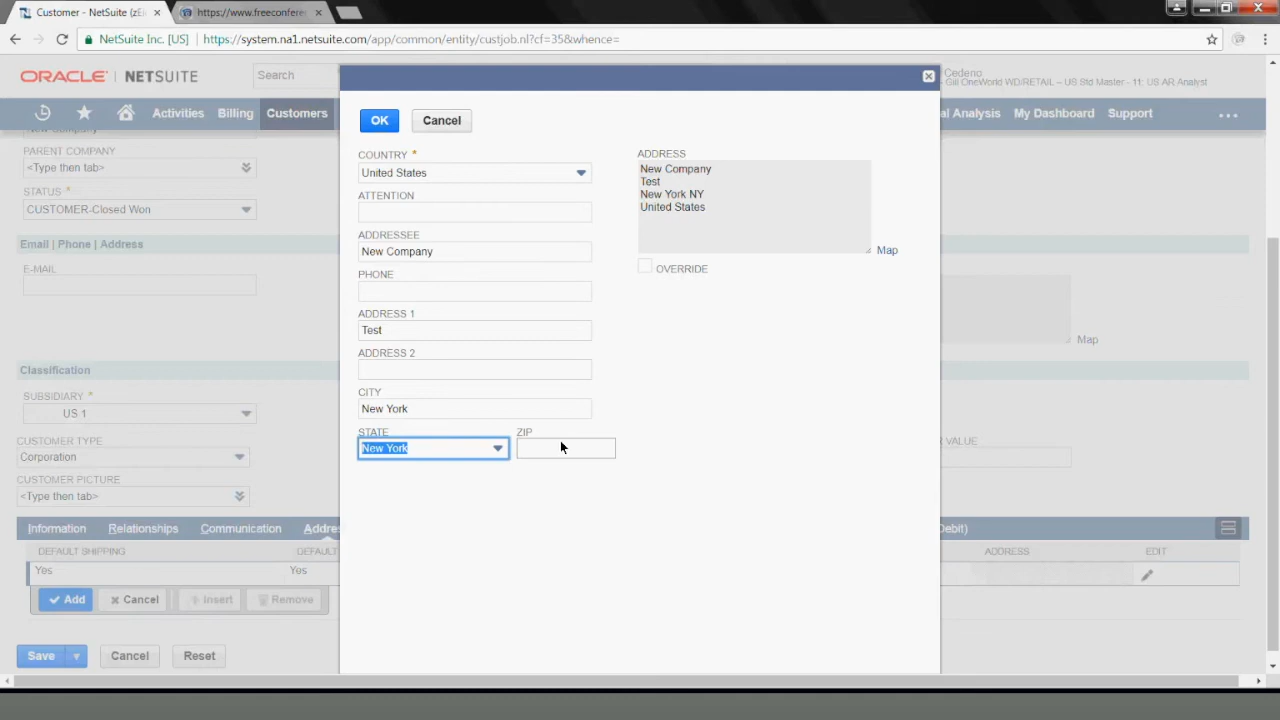 Customer - NetSuite (zEi
https://www.freeconfere
NetSuite Inc. [US]
https://system.na1.netsuite.com/app/common/entity/custjob.nl?cf=35&whence=
ORACLE | NETSUITE
Search
Cedeno
- Gill OneWorld WD/RETAIL – US Std Master - 11: US AR Analyst
Activities
Billing
Customers
al Analysis
My Dashboard
Support
New Company
PARENT COMPANY
<Type then tab>
STATUS *
CUSTOMER-Closed Won
Email | Phone | Address
E-MAIL
Map
Classification
SUBSIDIARY *
US 1
CUSTOMER TYPE
Corporation
R VALUE
CUSTOMER PICTURE
<Type then tab>
Information
Relationships
Communication
Addre
Debit)
DEFAULT SHIPPING
DEFAULT
ADDRESS
EDIT
Yes
Yes
Add
Cancel
Insert
Remove
Save
Cancel
Reset
OK
Cancel
COUNTRY *
United States
ATTENTION
ADDRESSEE
New Company
PHONE
ADDRESS 1
Test
ADDRESS 2
CITY
New York
STATE
New York
ZIP
ADDRESS
New Company
Test
New York NY
United States
Map
OVERRIDE